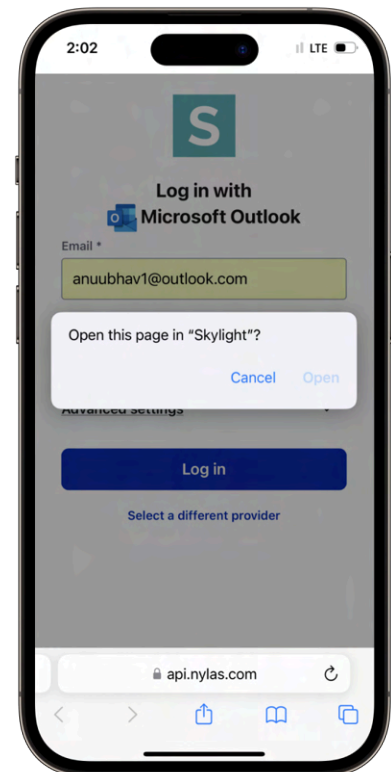 2:02
LTE
S
Log in with
Microsoft Outlook
Email *
anuubhav1@outlook.com
Open this page in “Skylight”?
Cancel Open
Advanced settings
Log in
Select a different provider
api.nylas.com